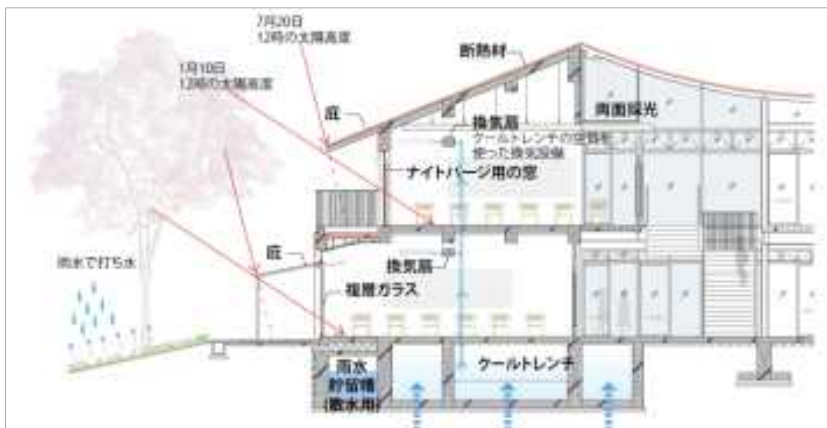 7月20日
12時の太陽高度
1月10日
12時の太陽高度
断熱材
庇
換気扇
クールトレンチの空気を
使った換気設備
両面採光
ナイトパージ用の窓
庇
換気扇
雨水で打ち水
複層ガラス
雨水
貯留槽
(散水用)
クールトレンチ